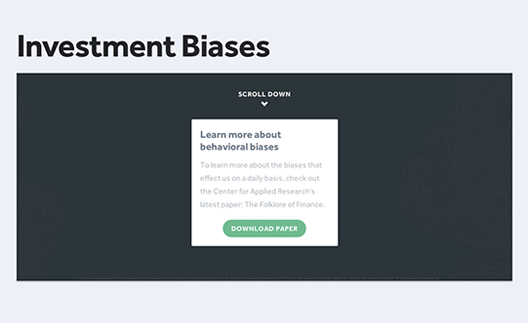 Investment Biases
SCROLL DOWN
Learn more about
behavioral biases
To learn more about the biases that
effect us on a daily basis, check out
the Center for Applied Research's
latest paper: The Folklore of Finance.
DOWNLOAD PAPER